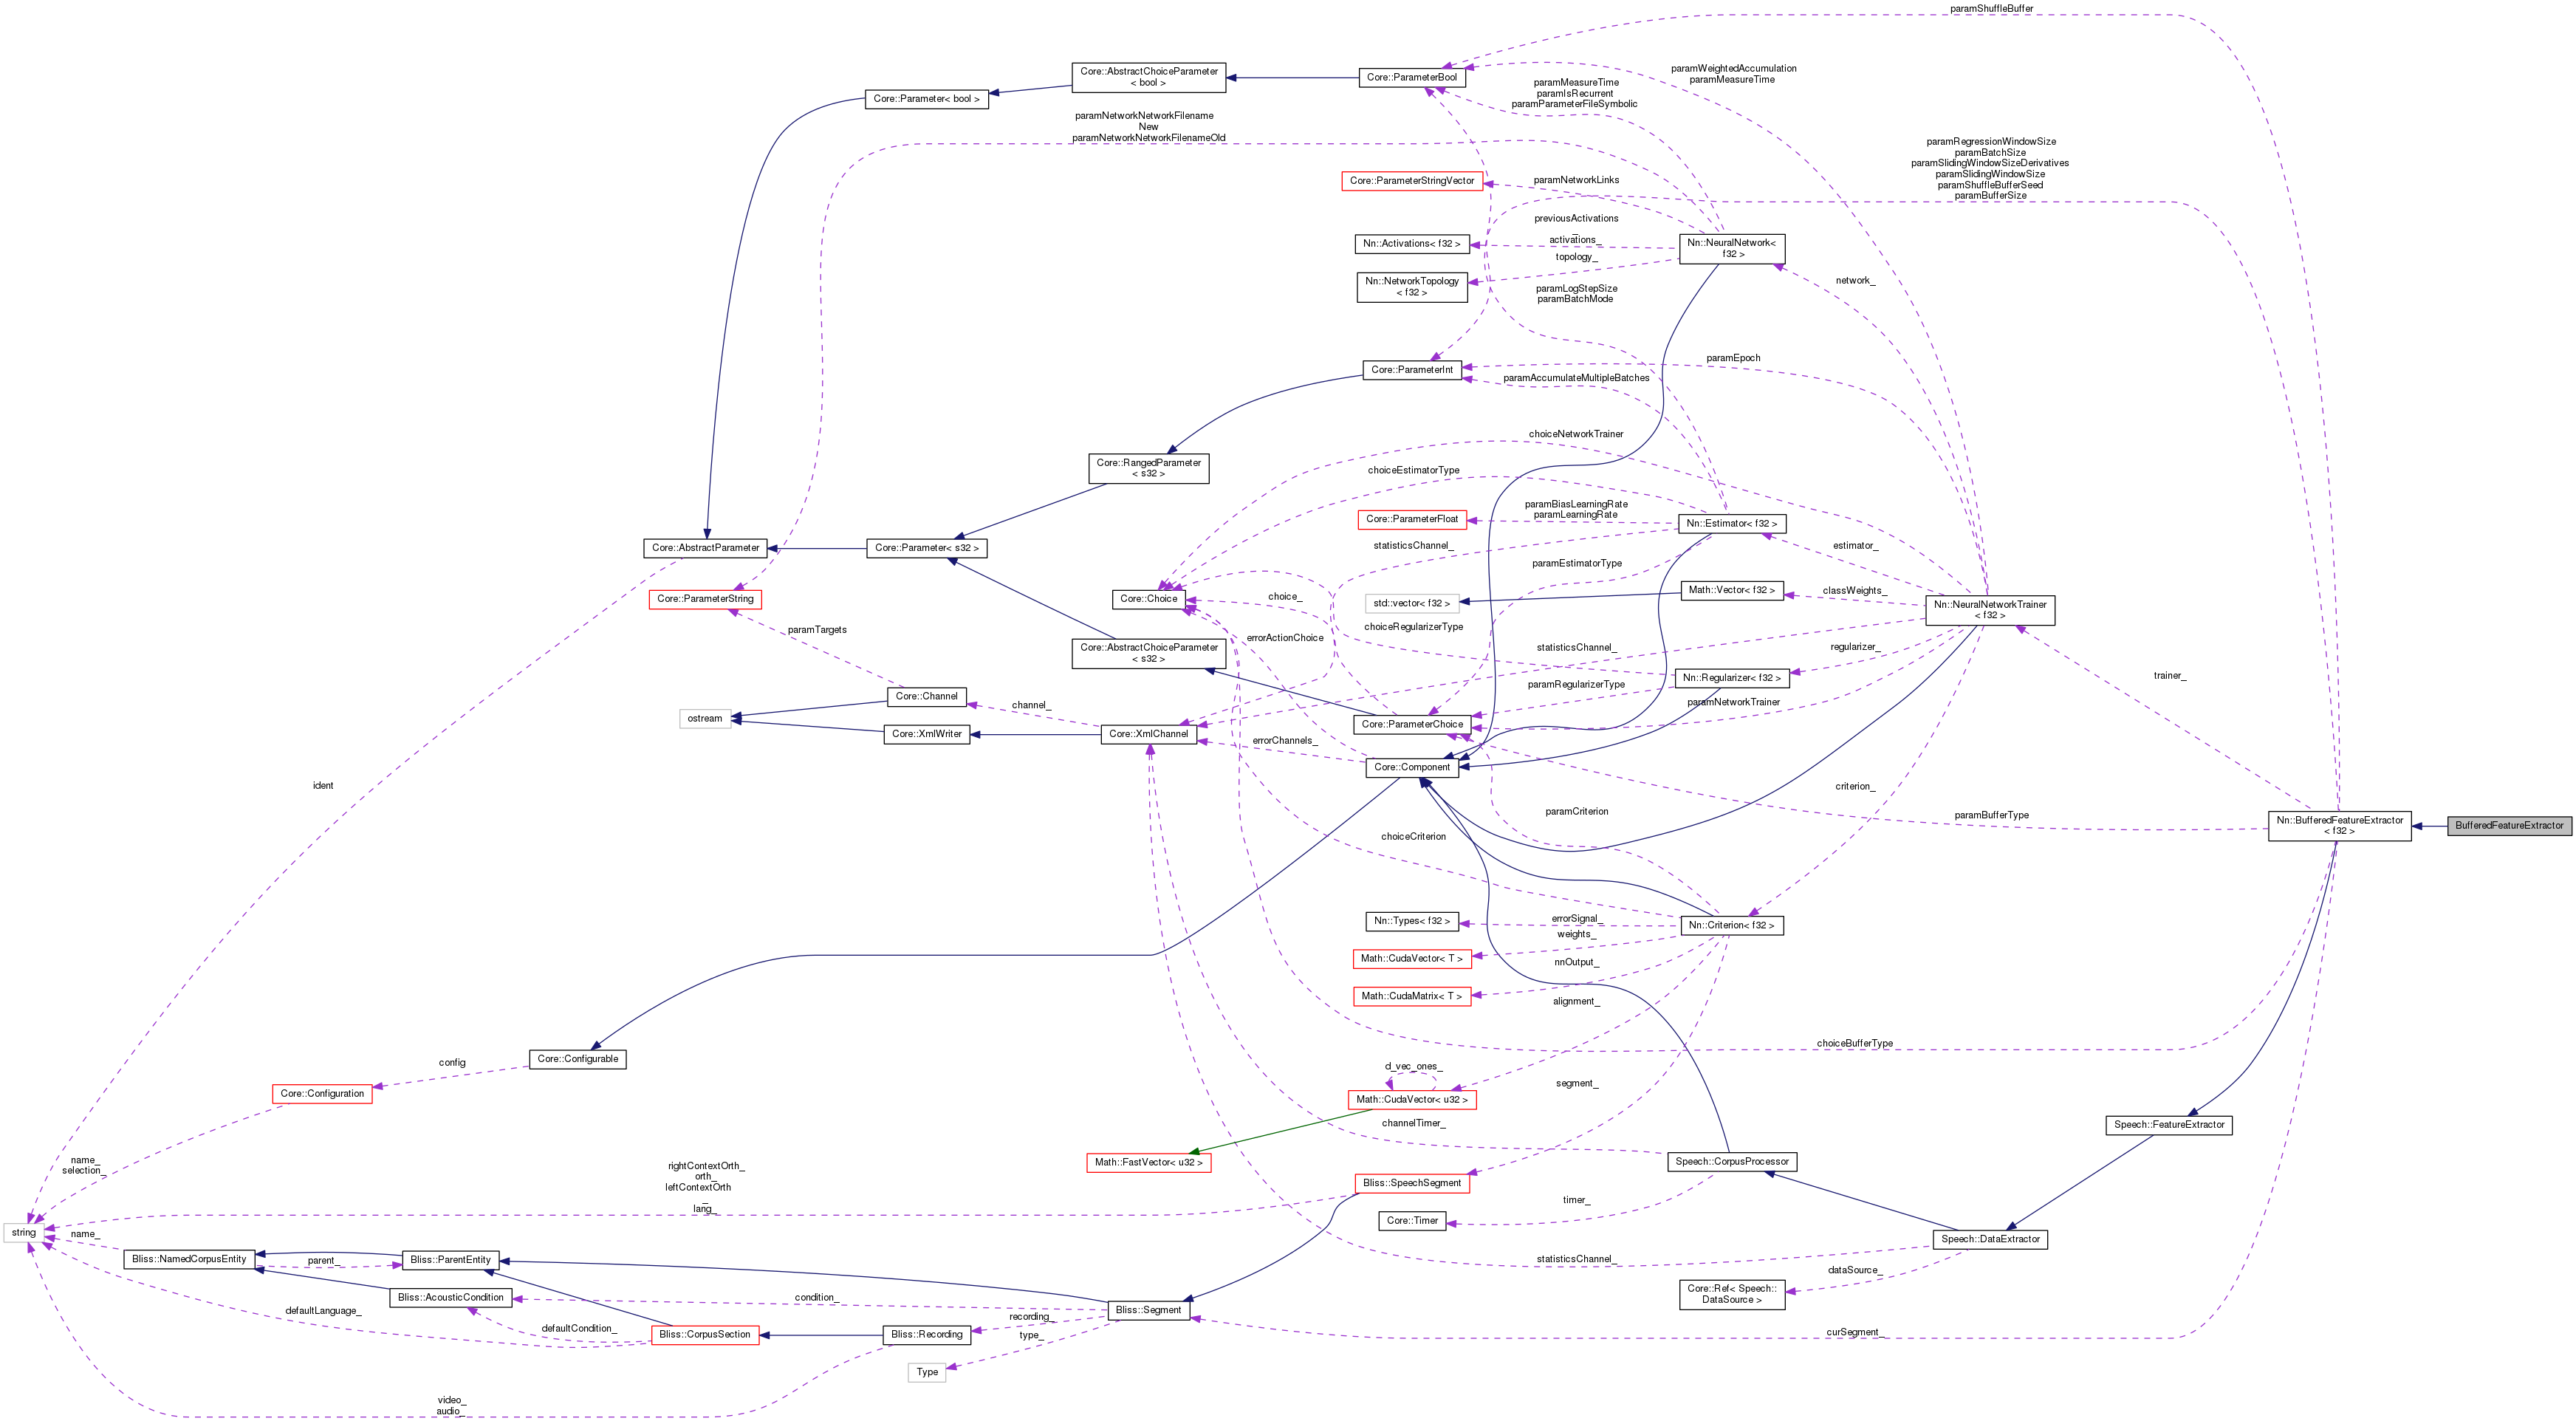 paramShuffleBuffer
Core::AbstractChoiceParameter
< bool >
Core::ParameterBool
paramWeightedAccumulation
paramMeasureTime
paramMeasureTime
paramIsRecurrent
paramParameterFileSymbolic
Core::Parameter< bool >
paramNetworkNetworkFilename
New
paramNetworkNetworkFilenameOld
paramRegressionWindowSize
paramBatchSize
paramSlidingWindowSizeDerivatives
paramSlidingWindowSize
paramShuffleBufferSeed
paramBufferSize
Core::ParameterStringVector
paramNetworkLinks
previousActivations
_
activations_
Nn::Activations< f32 >
Nn::NeuralNetwork<
f32 >
topology_
Nn::NetworkTopology
< f32 >
network_
paramLogStepSize
paramBatchMode
Core::ParameterInt
paramEpoch
paramAccumulateMultipleBatches
choiceNetworkTrainer
Core::RangedParameter
< s32 >
choiceEstimatorType
Core::ParameterFloat
paramBiasLearningRate
paramLearningRate
Nn::Estimator< f32 >
Core::AbstractParameter
Core::Parameter< s32 >
statisticsChannel_
estimator_
paramEstimatorType
Core::ParameterString
Core::Choice
choice_
std::vector< f32 >
Math::Vector< f32 >
classWeights_
Nn::NeuralNetworkTrainer
< f32 >
paramTargets
errorActionChoice
choiceRegularizerType
Core::AbstractChoiceParameter
< s32 >
statisticsChannel_
regularizer_
Nn::Regularizer< f32 >
paramRegularizerType
trainer_
Core::Channel
channel_
paramNetworkTrainer
ostream
Core::XmlWriter
Core::XmlChannel
Core::ParameterChoice
errorChannels_
Core::Component
ident
criterion_
paramCriterion
paramBufferType
Nn::BufferedFeatureExtractor
< f32 >
BufferedFeatureExtractor
choiceCriterion
Nn::Types< f32 >
errorSignal_
Nn::Criterion< f32 >
weights_
Math::CudaVector< T >
nnOutput_
Math::CudaMatrix< T >
alignment_
choiceBufferType
Core::Configurable
config
d_vec_ones_
segment_
Core::Configuration
Math::CudaVector< u32 >
channelTimer_
Speech::FeatureExtractor
Math::FastVector< u32 >
Speech::CorpusProcessor
name_
selection_
rightContextOrth_
orth_
leftContextOrth
_
lang_
Bliss::SpeechSegment
timer_
Core::Timer
string
name_
Speech::DataExtractor
Bliss::NamedCorpusEntity
parent_
Bliss::ParentEntity
statisticsChannel_
dataSource_
Core::Ref< Speech::
DataSource >
Bliss::AcousticCondition
condition_
Bliss::Segment
defaultLanguage_
defaultCondition_
Bliss::CorpusSection
Bliss::Recording
recording_
type_
curSegment_
Type
video_
audio_